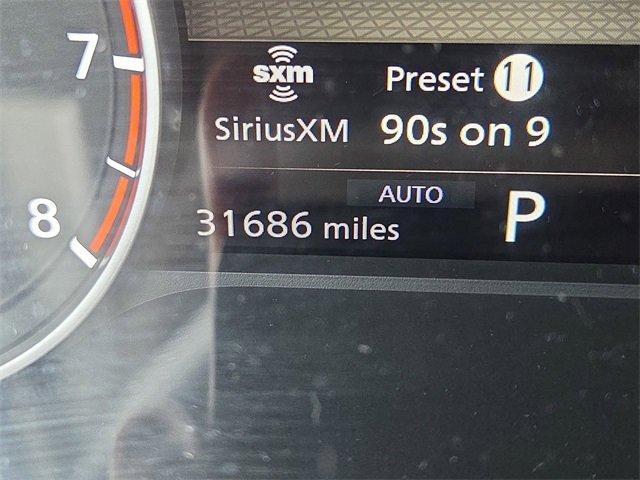 7
sxm
Preset 11
SiriusXM 90s on 9
AUTO
8
31686 miles
P